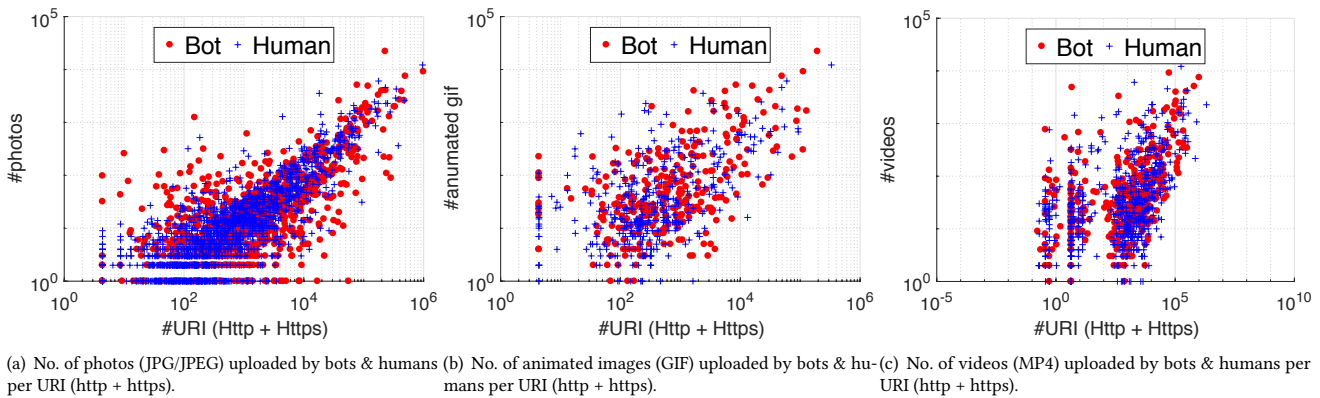 10^5
Bot + Human
#photos
10^0
10^0 10^2 10^4 10^6
#URI (Http + Https)
10^5
Bot + Human
#anumated gif
10^0
10^0 10^2 10^4 10^6
#URI (Http + Https)
10^5
Bot + Human
#videos
10^0
10^-5 10^0 10^5 10^10
#URI (Http + Https)
(a) No. of photos (JPG/JPEG) uploaded by bots & humans
per URI (http + https).
(b) No. of animated images (GIF) uploaded by bots & hu-
mans per URI (http + https).
(c) No. of videos (MP4) uploaded by bots & humans per
URI (http + https).